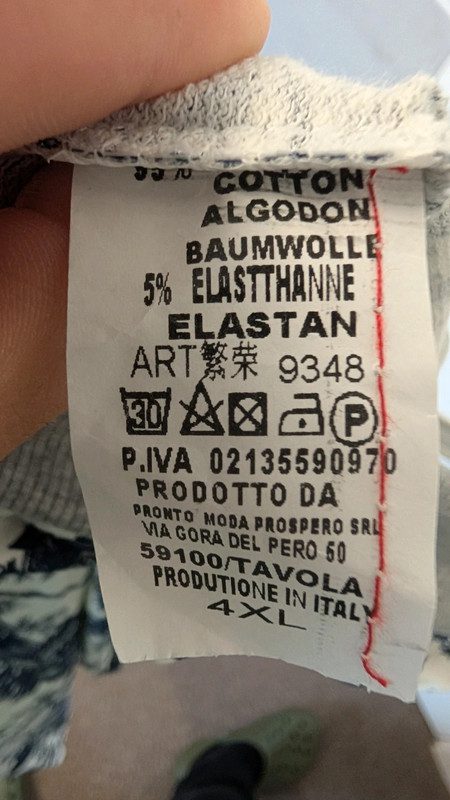 95% COTTON
ALGODON
BAUMWOLLE
5% ELASTTHANNE
ELASTAN
ART繁荣 9348
30 P
P.IVA 02135590970
PRODOTTO DA
PRONTO MODA PROSPERO SRL
VIA GORA DEL PERO 50
59100/TAVOLA
PRODUTIONE IN ITALY
4XL